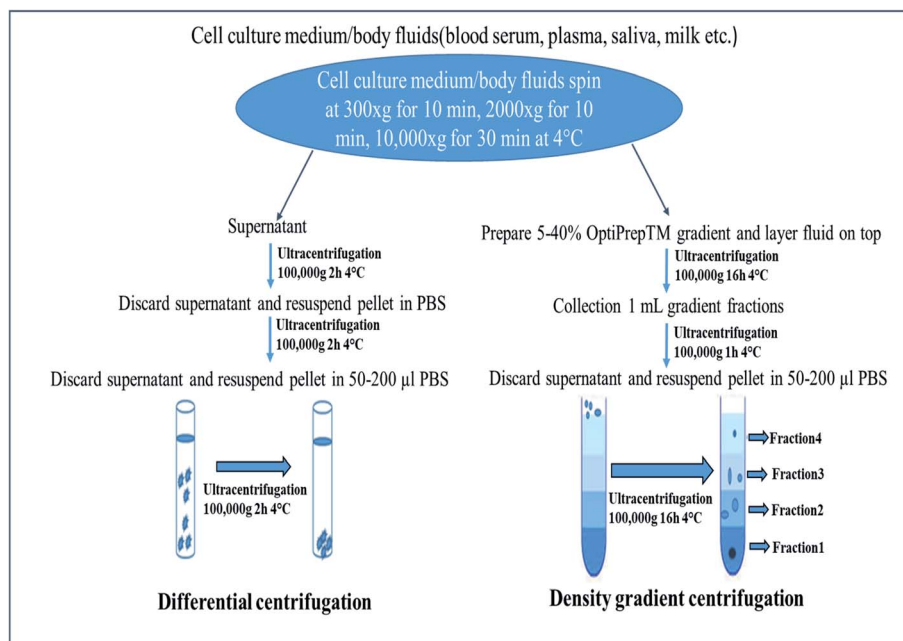 Cell culture medium/body fluids(blood serum, plasma, saliva, milk etc.)
Cell culture medium/body fluids spin
at 300xg for 10 min, 2000xg for 10
min, 10,000xg for 30 min at 4°C
Supernatant
Ultracentrifugation
100,000g 2h 4°C
Discard supernatant and resuspend pellet in PBS
Ultracentrifugation
100,000g 2h 4°C
Discard supernatant and resuspend pellet in 50-200 µl PBS
Ultracentrifugation
100,000g 2h 4°C
Differential centrifugation
Prepare 5-40% OptiPrepTM gradient and layer fluid on top
Ultracentrifugation
100,000g 16h 4°C
Collection 1 mL gradient fractions
Ultracentrifugation
100,000g 1h 4°C
Discard supernatant and resuspend pellet in 50-200 µl PBS
Ultracentrifugation
100,000g 16h 4°C
Fraction4
Fraction3
Fraction2
Fraction1
Density gradient centrifugation